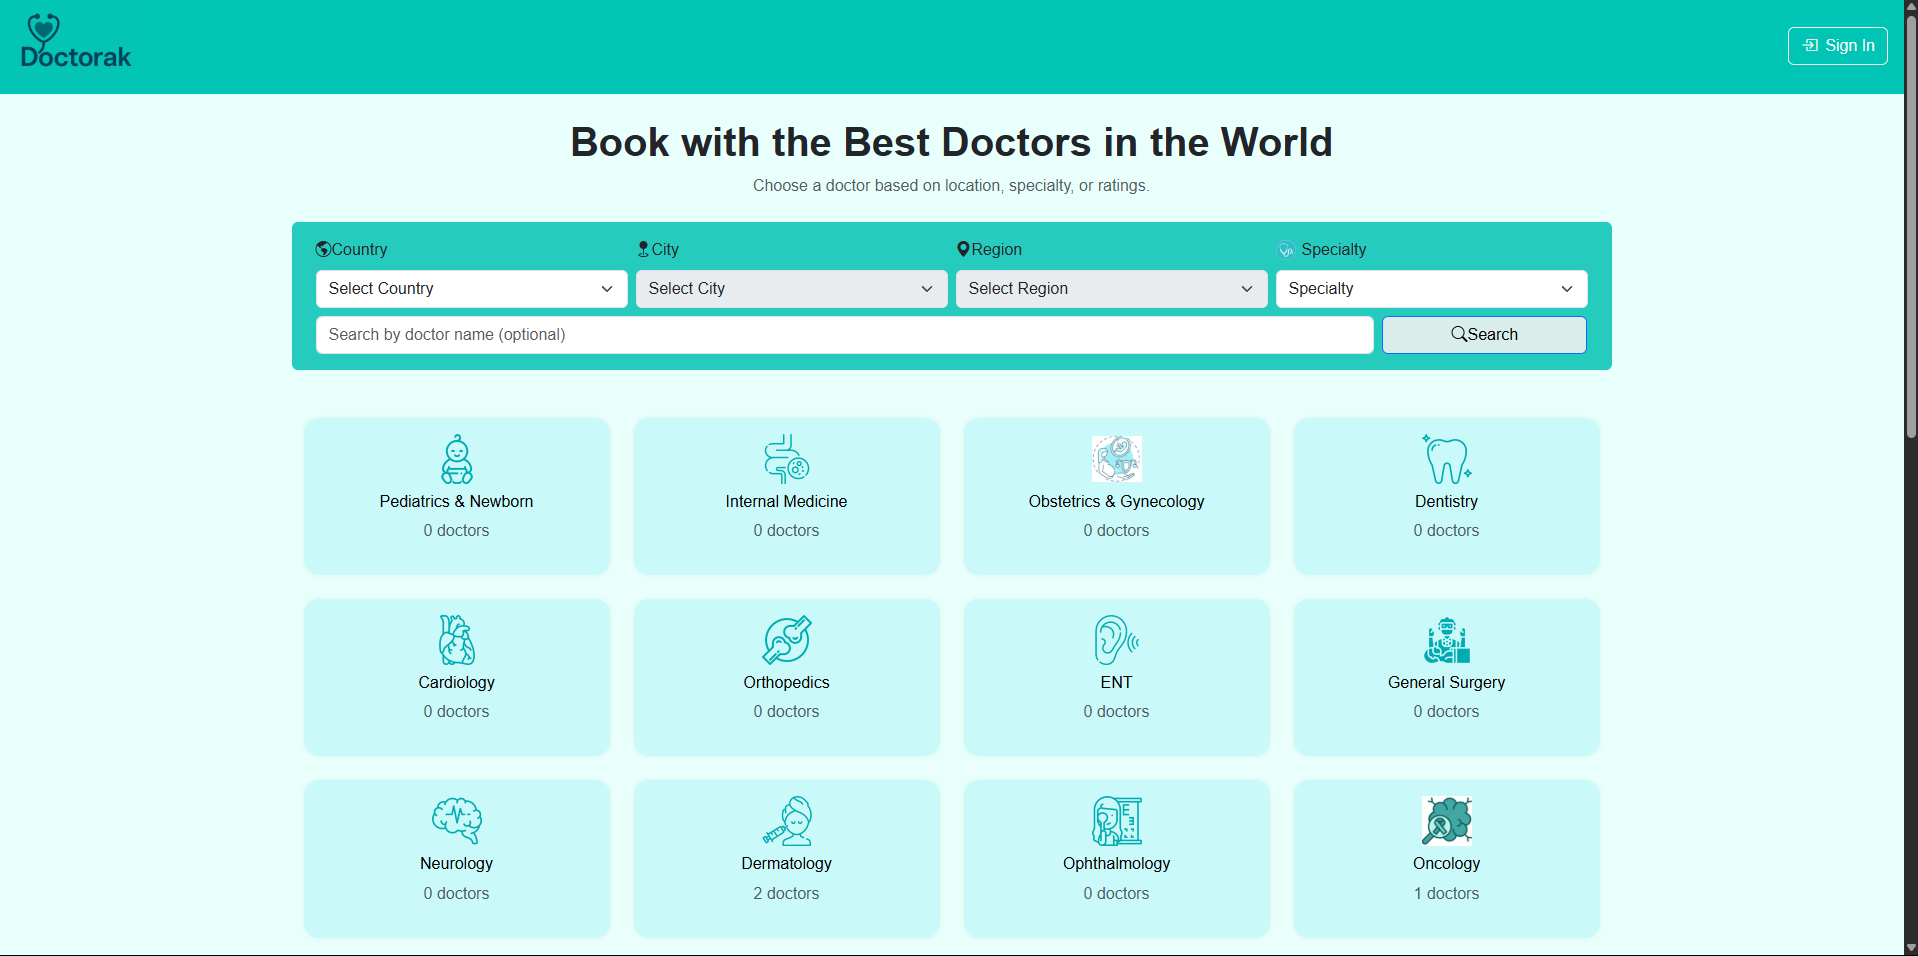 Doctorak
Sign In
Book with the Best Doctors in the World
Choose a doctor based on location, specialty, or ratings.
Country City Region Specialty
Select Country Select City Select Region Specialty
Search by doctor name (optional) Search
Pediatrics & Newborn Internal Medicine Obstetrics & Gynecology Dentistry
0 doctors 0 doctors 0 doctors 0 doctors
Cardiology Orthopedics ENT General Surgery
0 doctors 0 doctors 0 doctors 0 doctors
Neurology Dermatology Ophthalmology Oncology
0 doctors 2 doctors 0 doctors 1 doctors